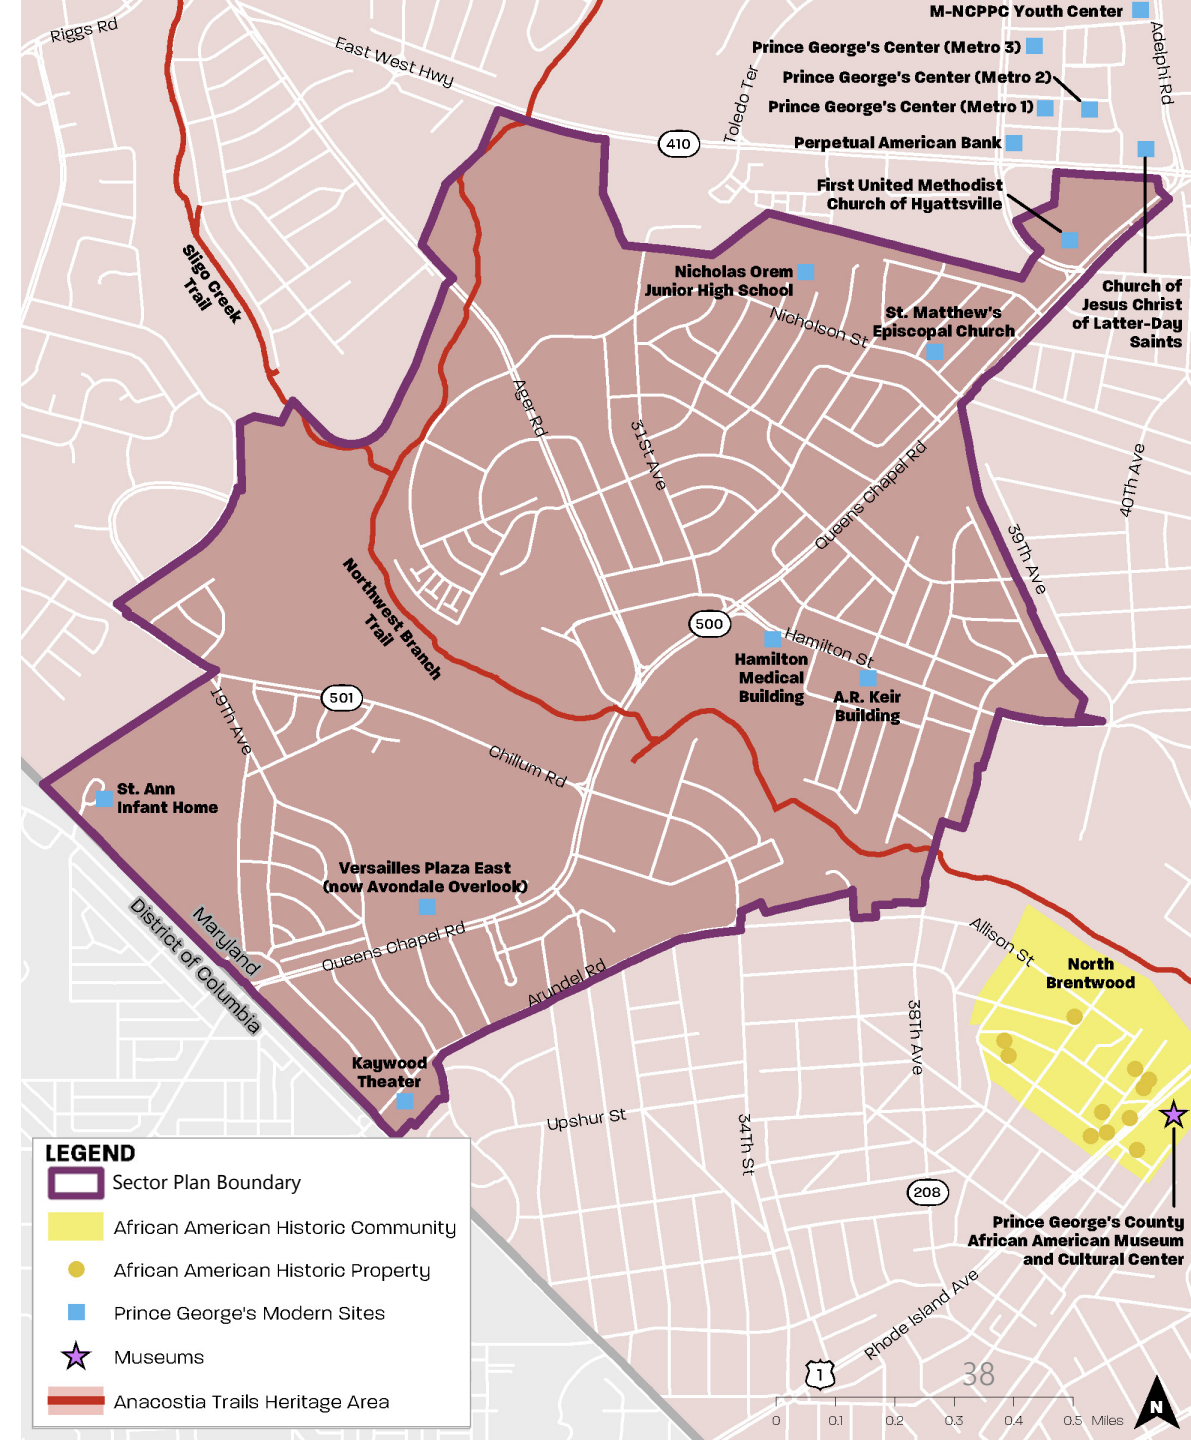 M-NCPPC Youth Center
Riggs Rd
East West Hwy
Prince George's Center (Metro 3)
Adelphi Rd
Prince George's Center (Metro 2)
Toledo Ter
Prince George's Center (Metro 1)
410
Perpetual American Bank
First United Methodist
Church of Hyattsville
Sligo Creek
Trail
Nicholas Orem
Junior High School
Church of
Jesus Christ
of Latter-Day
Saints
Nicholson St
St. Matthew's
Episcopal Church
Ager Rd
31St Ave
Queens Chapel Rd
40Th Ave
39Th Ave
Northwest Branch
Trail
500
Hamilton St
Hamilton
Medical
Building
A.R. Keir
Building
501
19Th Ave
Chillum Rd
St. Ann
Infant Home
Versailles Plaza East
(now Avondale Overlook)
Maryland
District of Columbia
Queens Chapel Rd
Arundel Rd
Allison St
North
Brentwood
38Th Ave
Kaywood
Theater
Upshur St
34Th St
208
Prince George's County
African American Museum
and Cultural Center
Rhode Island Ave
1
LEGEND
Sector Plan Boundary
African American Historic Community
African American Historic Property
Prince George's Modern Sites
Museums
Anacostia Trails Heritage Area
38
0 0.1 0.2 0.3 0.4 0.5 Miles
N